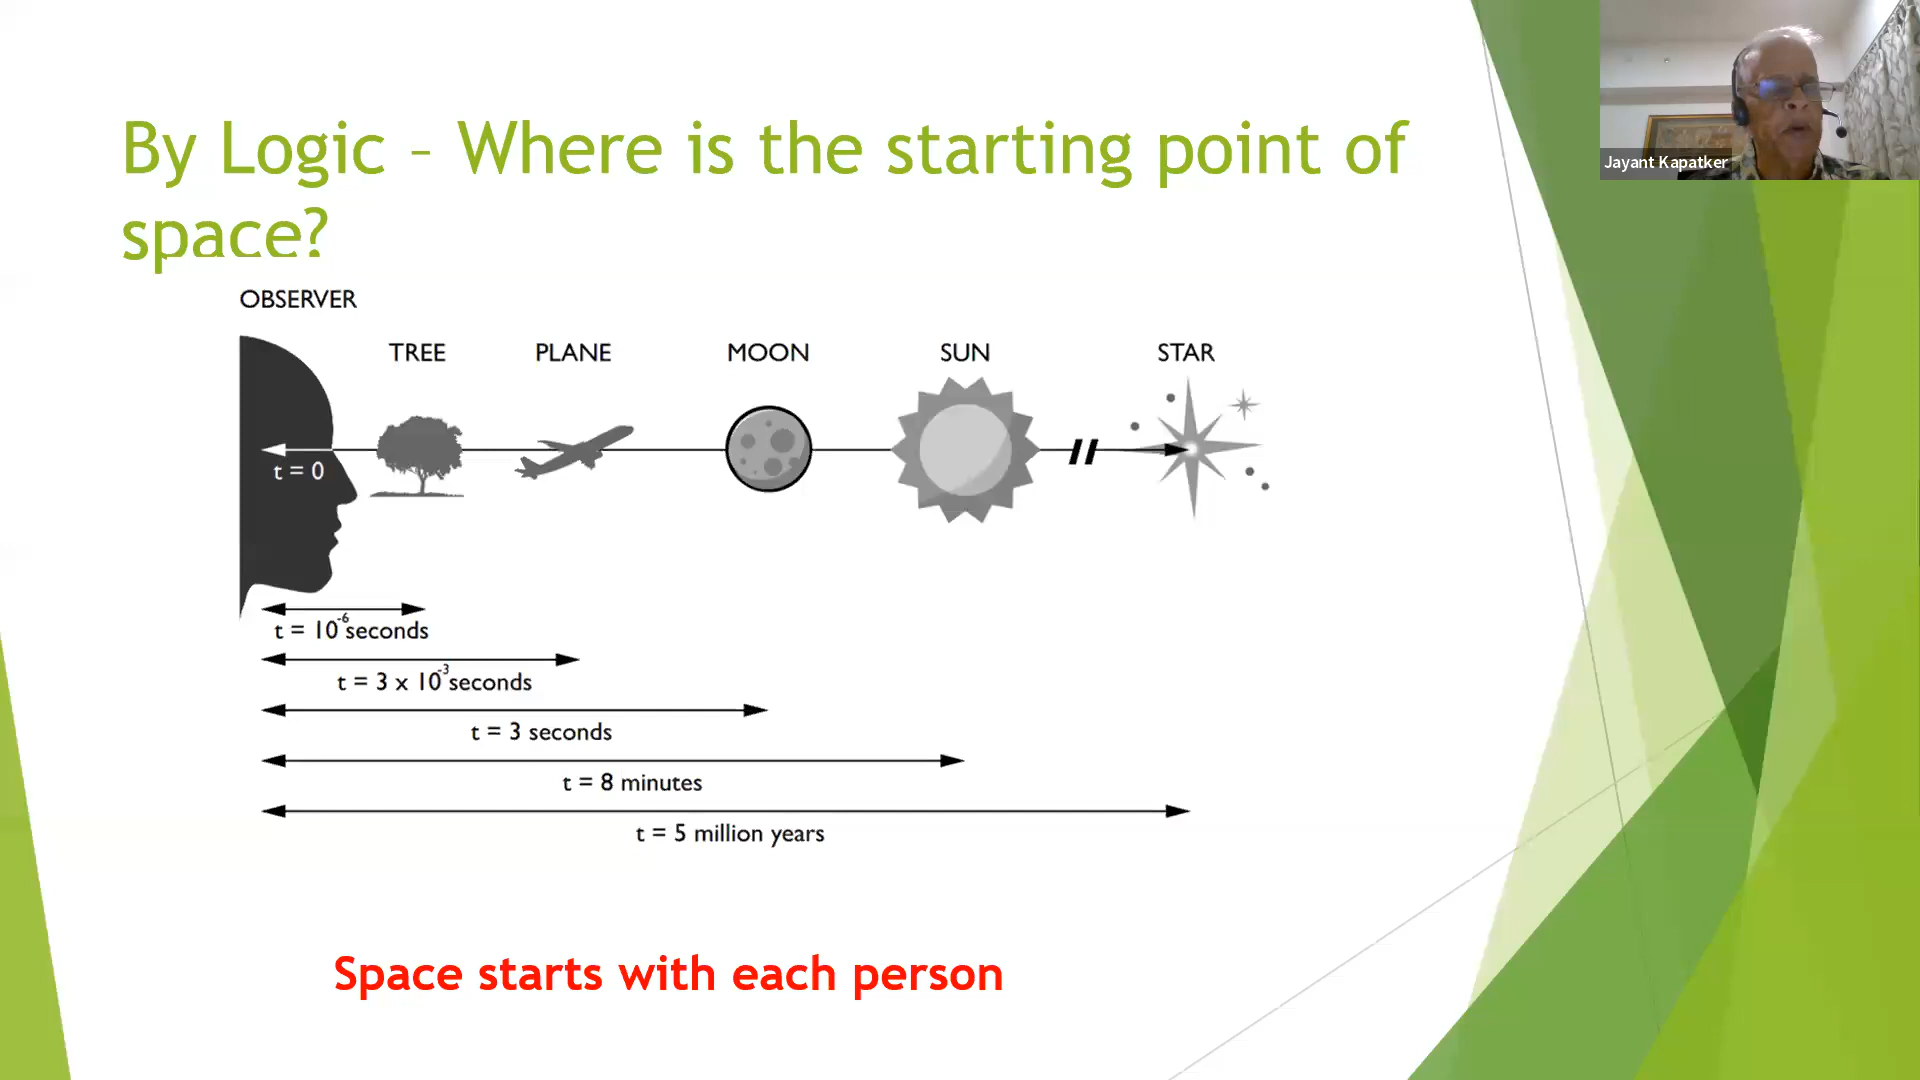 By Logic – Where is the starting point of
space?
Jayant Kapatker
OBSERVER
TREE PLANE MOON SUN STAR
t = 0
t = 10⁻⁶ seconds
t = 3 x 10⁻³ seconds
t = 3 seconds
t = 8 minutes
t = 5 million years
Space starts with each person